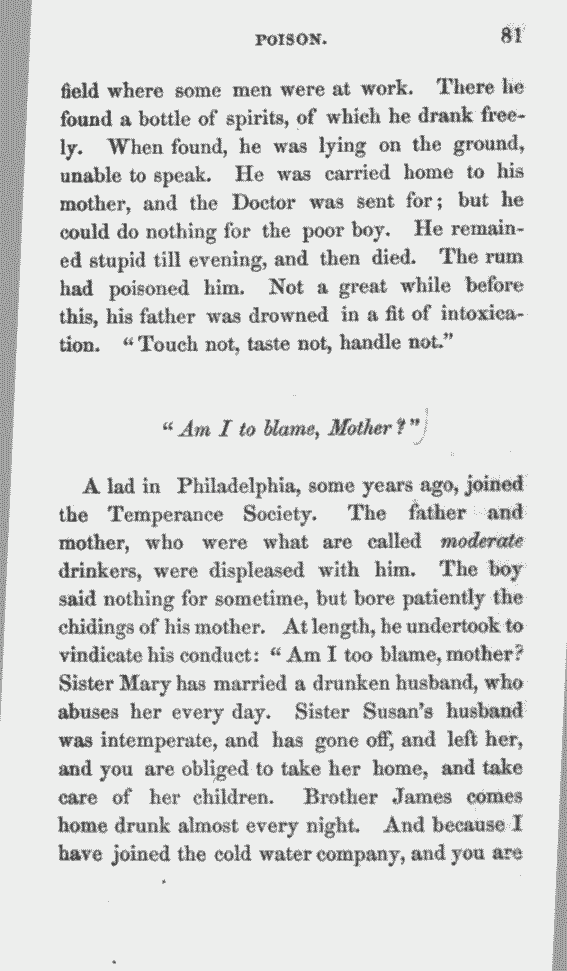 POISON. 81
field where some men were at work. There he
found a bottle of spirits, of which he drank free-
ly. When found, he was lying on the ground,
unable to speak. He was carried home to his
mother, and the Doctor was sent for; but he
could do nothing for the poor boy. He remain-
ed stupid till evening, and then died. The rum
had poisoned him. Not a great while before
this, his father was drowned in a fit of intoxica-
tion. “Touch not, taste not, handle not.”
“Am I to blame, Mother?”
A lad in Philadelphia, some years ago, joined
the Temperance Society. The father and
mother, who were what are called moderate
drinkers, were displeased with him. The boy
said nothing for sometime, but bore patiently the
chidings of his mother. At length, he undertook to
vindicate his conduct: “Am I too blame, mother?
Sister Mary has married a drunken husband, who
abuses her every day. Sister Susan's husband
was intemperate, and has gone off, and left her,
and you are obliged to take her home, and take
care of her children. Brother James comes
home drunk almost every night. And because I
have joined the cold water company, and you are